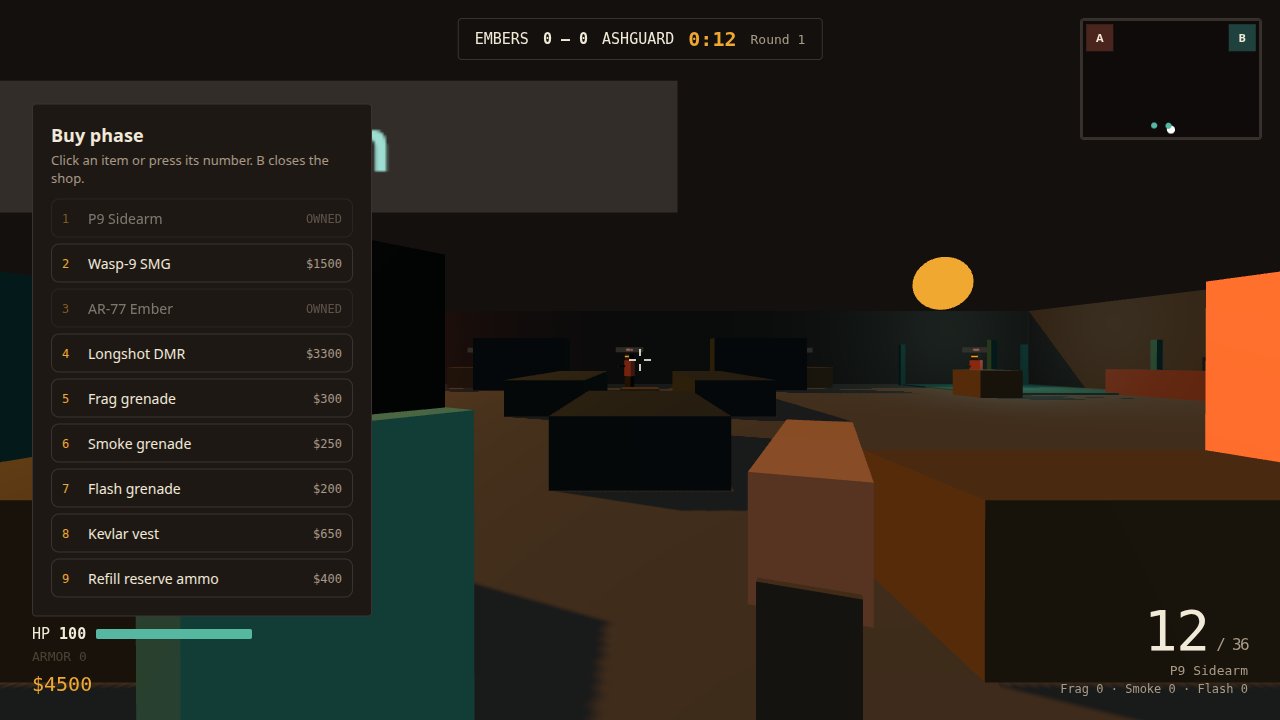 EMBERS 0 — 0 ASHGUARD 0:12 Round 1
A B
Buy phase
Click an item or press its number. B closes the
shop.
1 P9 Sidearm OWNED
2 Wasp-9 SMG $1500
3 AR-77 Ember OWNED
4 Longshot DMR $3300
5 Frag grenade $300
6 Smoke grenade $250
7 Flash grenade $200
8 Kevlar vest $650
9 Refill reserve ammo $400
HP 100
ARMOR 0
$4500
12 / 36
P9 Sidearm
Frag 0 · Smoke 0 · Flash 0